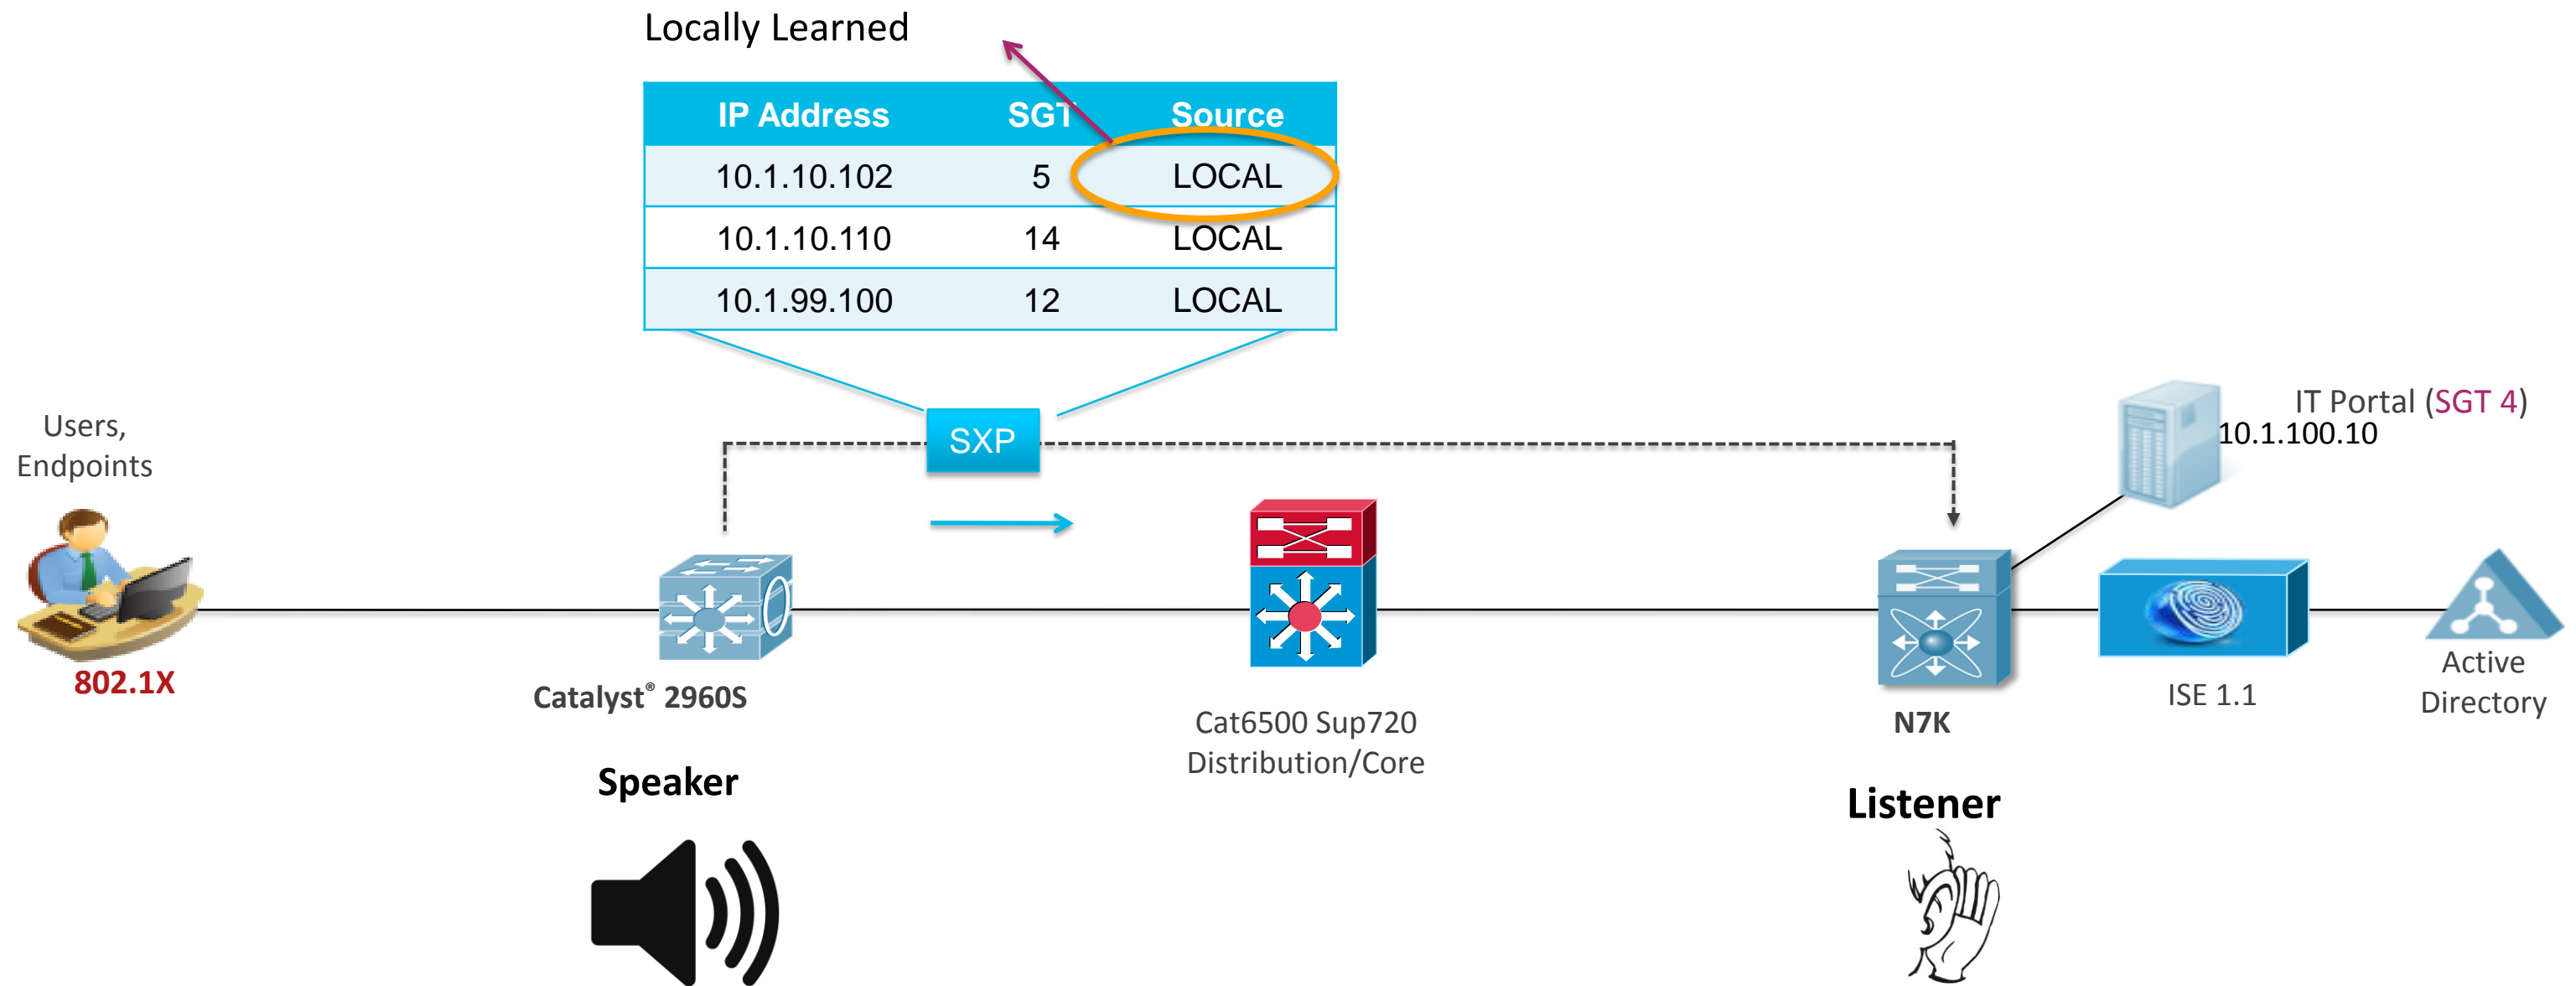 Locally Learned
IP Address SGT Source
10.1.10.102 5 LOCAL
10.1.10.110 14 LOCAL
10.1.99.100 12 LOCAL
SXP
Users,
Endpoints
802.1X
Catalyst® 2960S
Speaker
Cat6500 Sup720
Distribution/Core
N7K
Listener
IT Portal (SGT 4)
10.1.100.10
ISE 1.1
Active
Directory